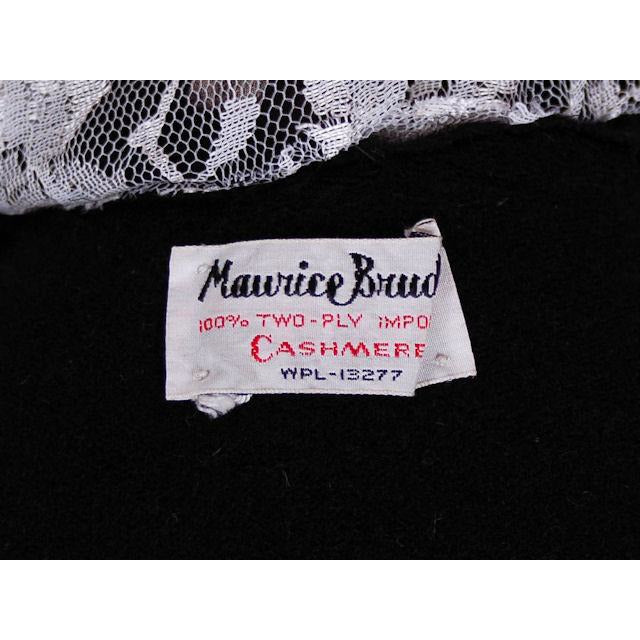 Maurice Brud
100% TWO-PLY IMPO
CASHMERE
WPL-13277